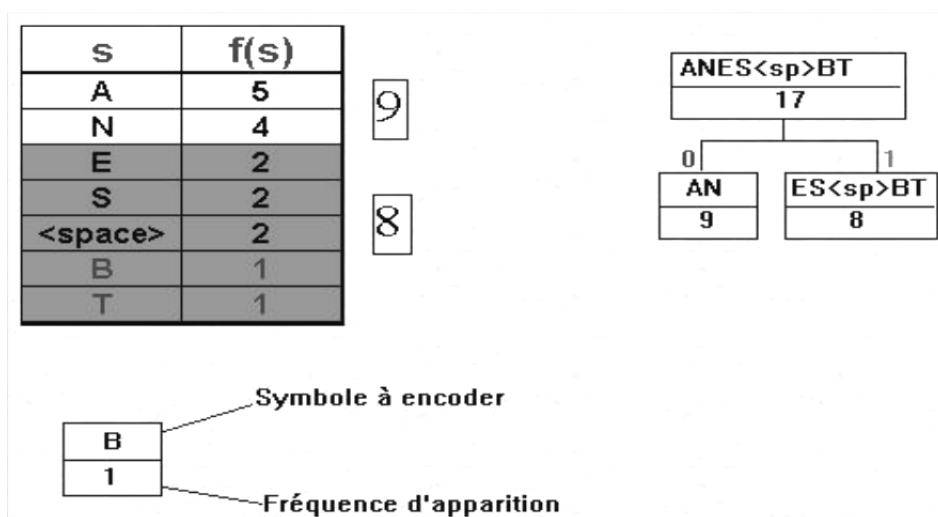 s f(s)
A 5
N 4
E 2
S 2
<space> 2
B 1
T 1
9
8
ANES<sp>BT
17
0 1
AN ES<sp>BT
9 8
Symbole à encoder
B
1
Fréquence d'apparition